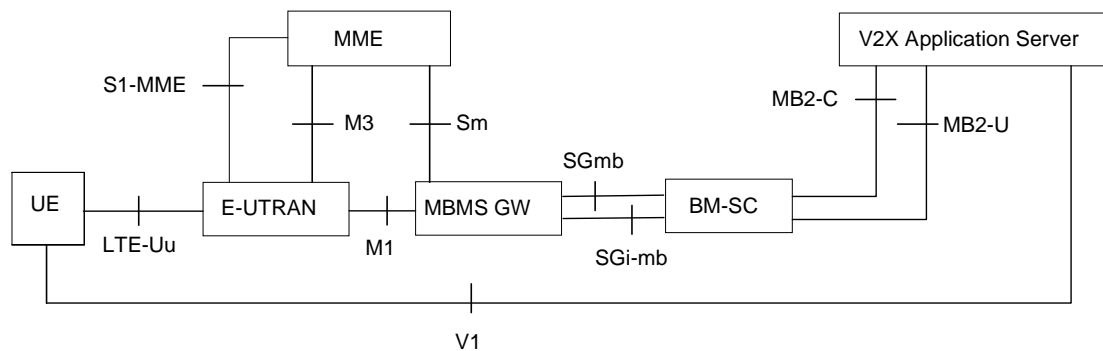 MME
V2X Application Server
S1-MME
MB2-C
M3
Sm
MB2-U
SGmb
UE
E-UTRAN
MBMS GW
BM-SC
LTE-Uu
M1
SGi-mb
V1